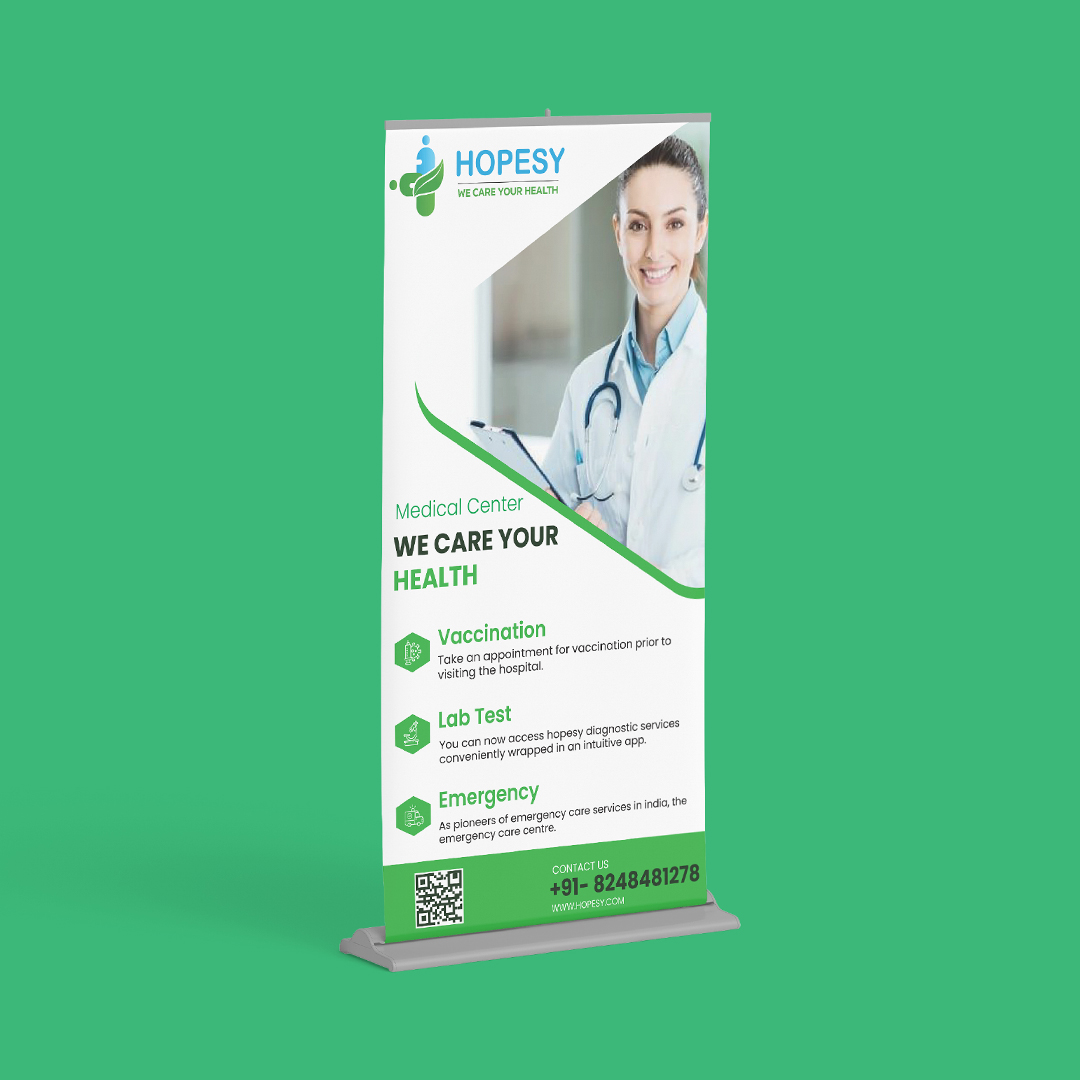 HOPESY
WE CARE YOUR HEALTH
Medical Center
WE CARE YOUR
HEALTH
Vaccination
Take an appointment for vaccination prior to
visiting the hospital.
Lab Test
You can now access hopesy diagnostic services
conveniently wrapped in an intuitive app.
Emergency
As pioneers of emergency care services in india, the
emergency care centre.
CONTACT US
+91- 8248481278
WWW.HOPESY.COM